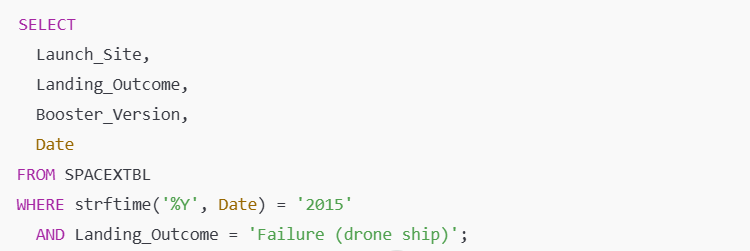 SELECT
  Launch_Site,
  Landing_Outcome,
  Booster_Version,
  Date
FROM SPACEXTBL
WHERE strftime('%Y', Date) = '2015'
  AND Landing_Outcome = 'Failure (drone ship)';